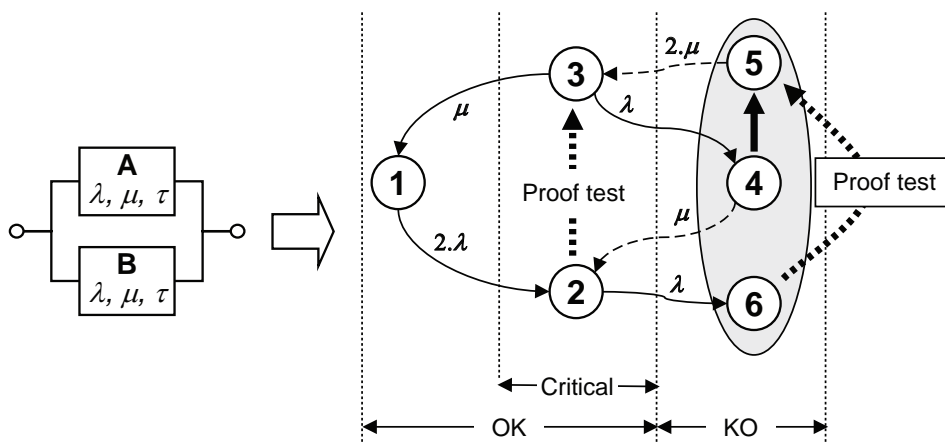 A
λ, μ, τ
B
λ, μ, τ
1
2
3
4
5
6
μ
2.λ
λ
2.μ
μ
λ
Proof test
Proof test
Critical
OK
KO